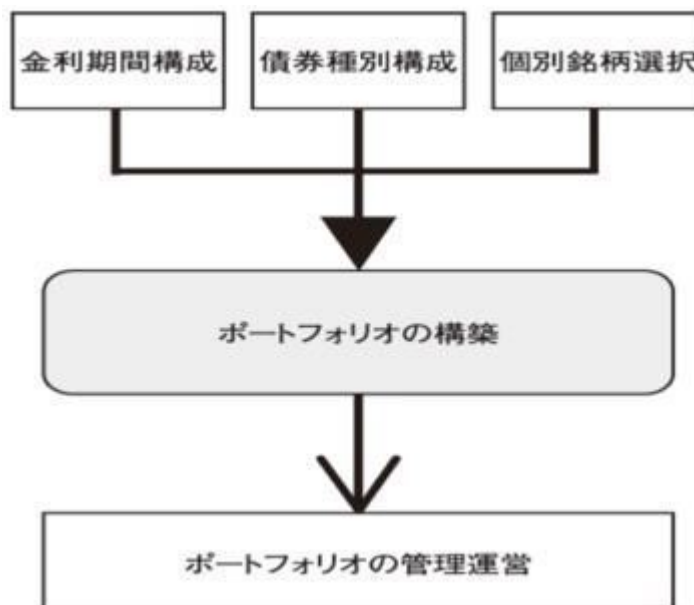 金利期間構成
債券種別構成
個別銘柄選択
ポートフォリオの構築
ポートフォリオの管理運営